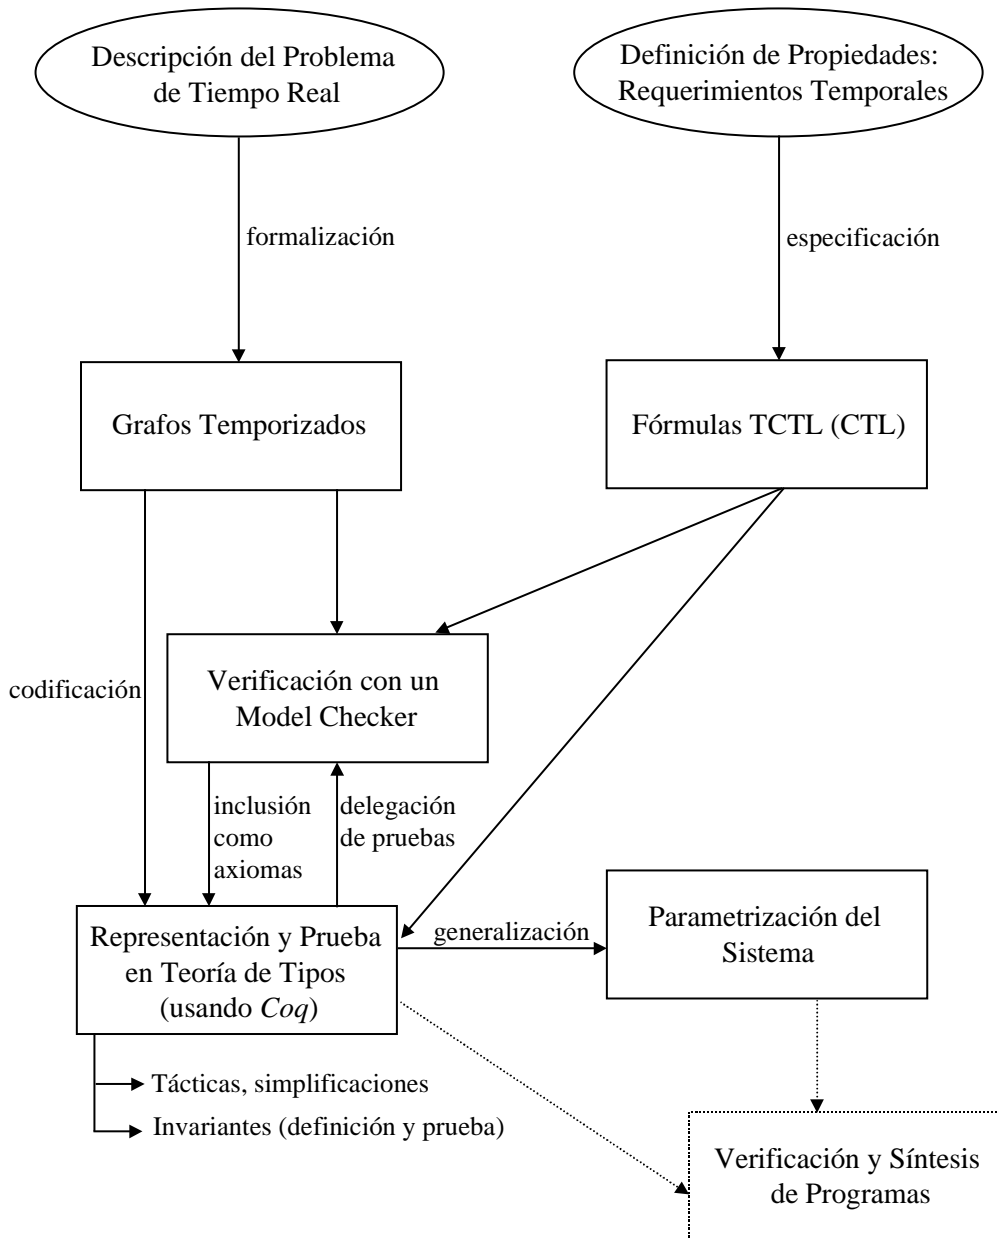 Descripción del Problema
de Tiempo Real
Definición de Propiedades:
Requerimientos Temporales
formalización
especificación
Grafos Temporizados
Fórmulas TCTL (CTL)
codificación
Verificación con un
Model Checker
inclusión
como
axiomas
delegación
de pruebas
Representación y Prueba
en Teoría de Tipos
(usando Coq)
generalización
Parametrización del
Sistema
Tácticas, simplificaciones
Invariantes (definición y prueba)
Verificación y Síntesis
de Programas